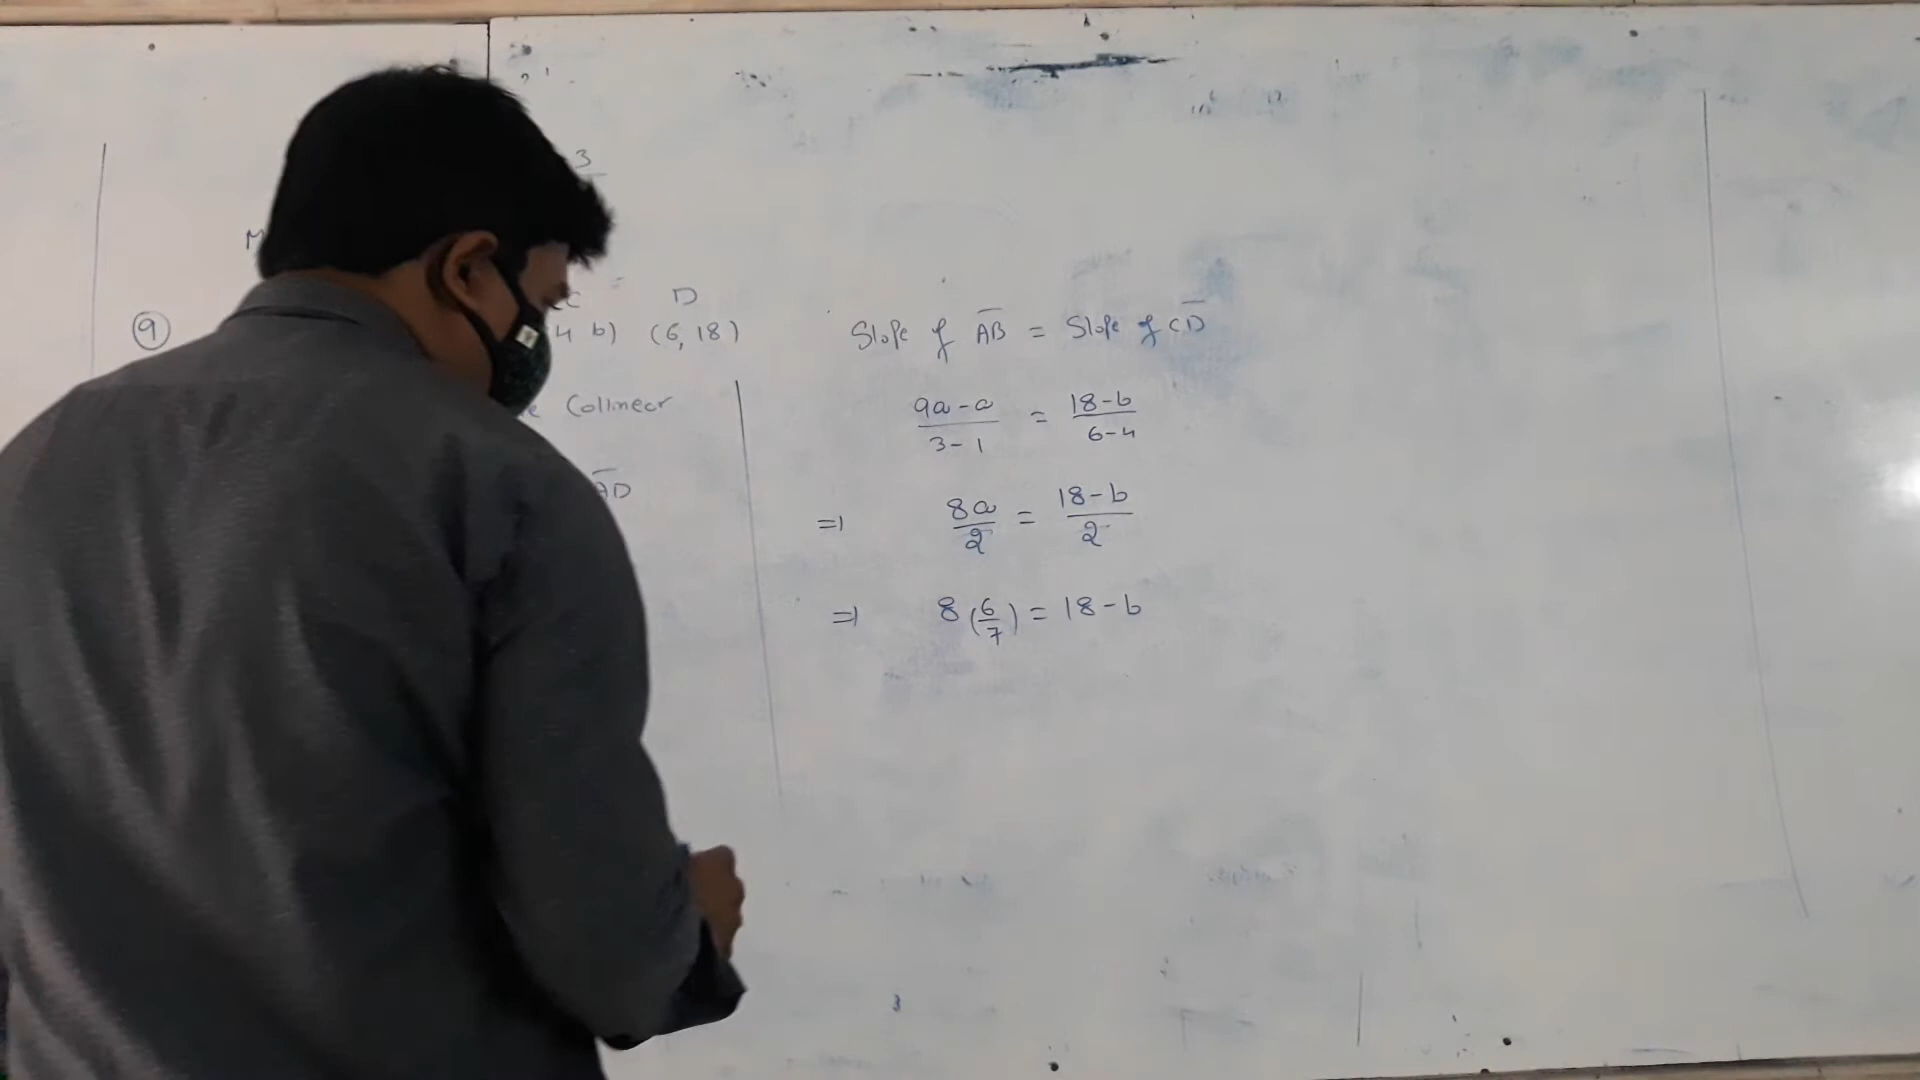 3
M
C D
9 4 b) (6, 18) Slope of AB = Slope of CD
Collinear
9a - a / 3 - 1 = 18 - b / 6 - 4
AD
⇒ 8a / 2 = 18 - b / 2
⇒ 8 (6/7) = 18 - b